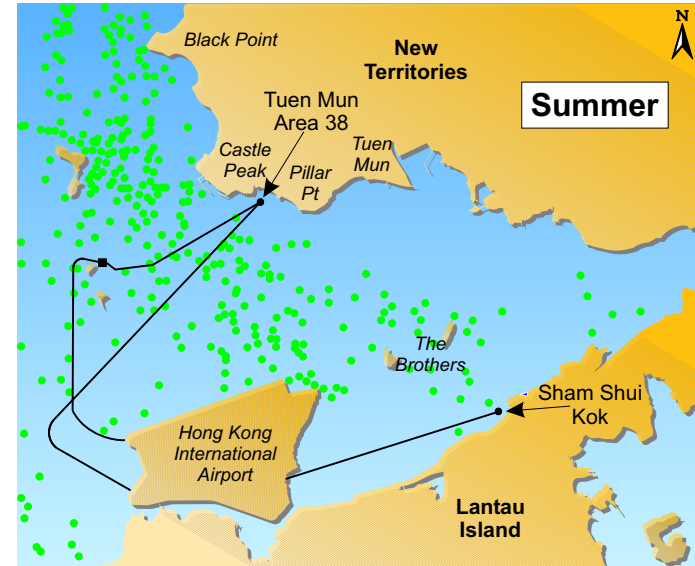 N
Black Point
New
Territories
Summer
Tuen Mun
Area 38
Castle
Peak
Pillar
Pt
Tuen
Mun
The
Brothers
Sham Shui
Kok
Hong Kong
International
Airport
Lantau
Island